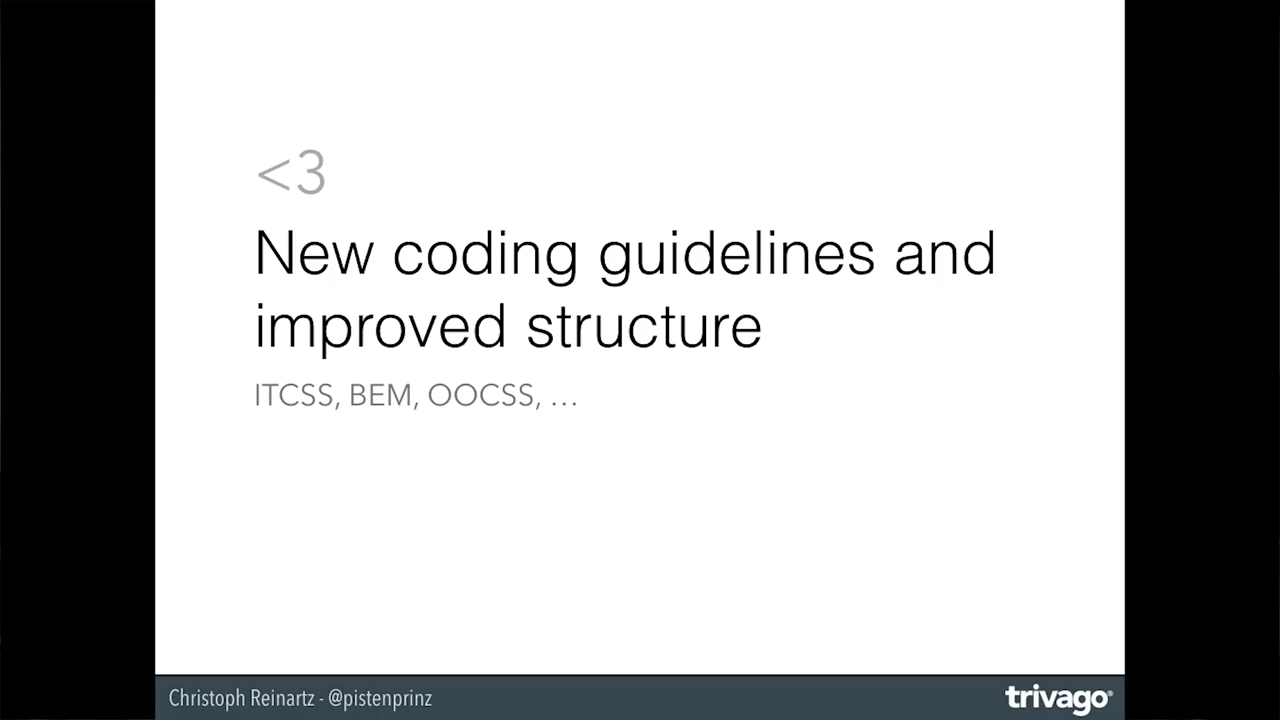 <3
New coding guidelines and
improved structure
ITCSS, BEM, OOCSS, …
Christoph Reinartz - @pistenprinz
trivago®